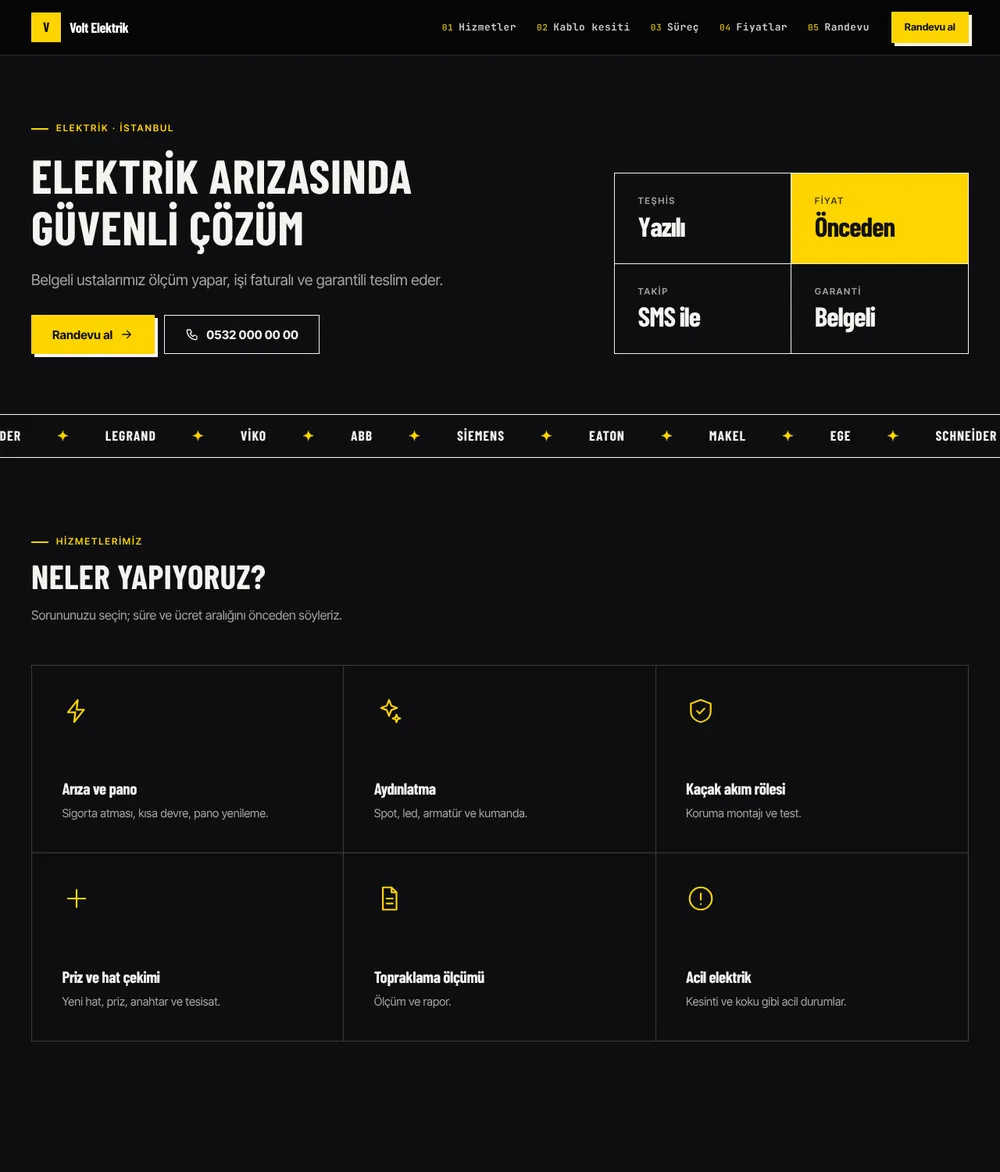 V Volt Elektrik
01 Hizmetler 02 Kablo kesiti 03 Süreç 04 Fiyatlar 05 Randevu Randevu al
ELEKTRİK · İSTANBUL
ELEKTRİK ARIZASINDA
GÜVENLİ ÇÖZÜM
Belgeli ustalarımız ölçüm yapar, işi faturalı ve garantili teslim eder.
Randevu al →
0532 000 00 00
TEŞHİS
Yazılı
FİYAT
Önceden
TAKİP
SMS ile
GARANTİ
Belgeli
DER ✦ LEGRAND ✦ VİKO ✦ ABB ✦ SİEMENS ✦ EATON ✦ MAKEL ✦ EGE ✦ SCHNEİDER
HİZMETLERİMİZ
NELER YAPIYORUZ?
Sorununuzu seçin; süre ve ücret aralığını önceden söyleriz.
Arıza ve pano
Sigorta atması, kısa devre, pano yenileme.
Aydınlatma
Spot, led, armatür ve kumanda.
Kaçak akım rölesi
Koruma montajı ve test.
Priz ve hat çekimi
Yeni hat, priz, anahtar ve tesisat.
Topraklama ölçümü
Ölçüm ve rapor.
Acil elektrik
Kesinti ve koku gibi acil durumlar.